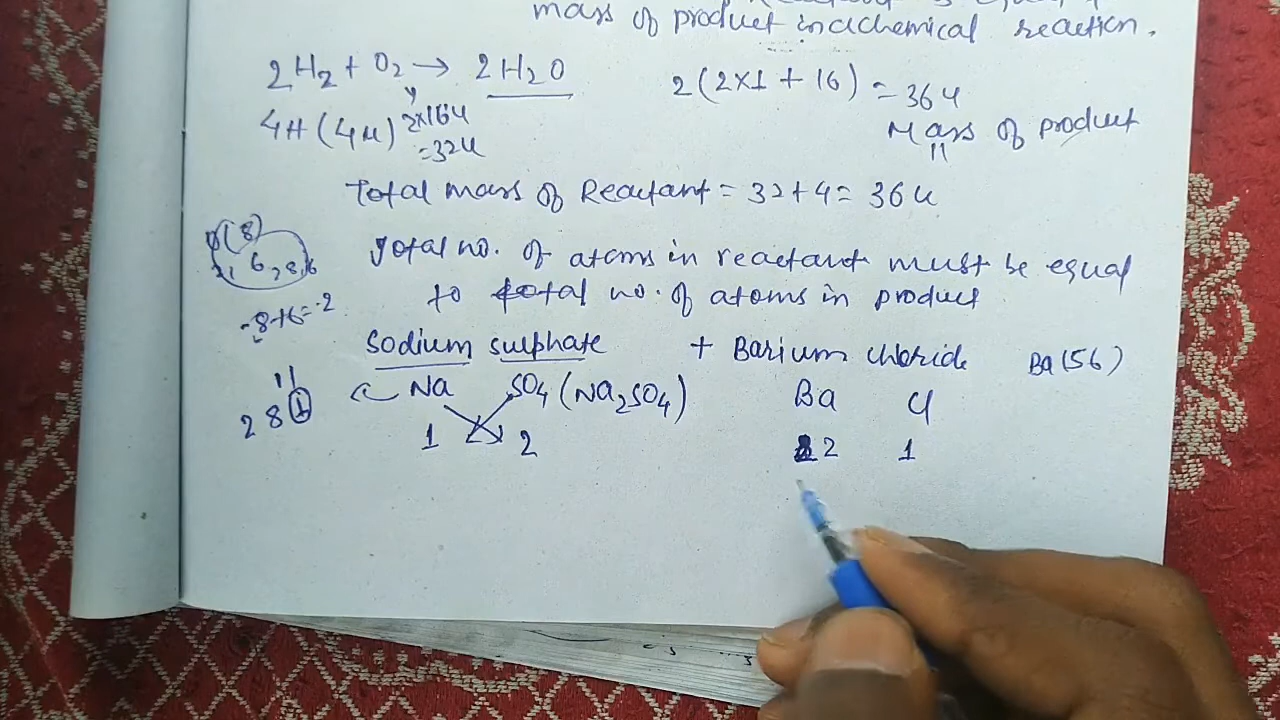 mass of product in a chemical reaction.
2H₂ + O₂ → 2H₂O 2(2×1 + 16) = 36u
4H(4u) 2×16u
=32u
Mass of product
Total mass of Reactant = 32+4= 36u
Total no. of atoms in reactant must be equal
to total no. of atoms in product
-8+6=-2
Sodium sulphate + Barium chloride Ba(56)
Na SO₄ (Na₂SO₄) Ba Cl
11
2 8 1
1 2 2 1